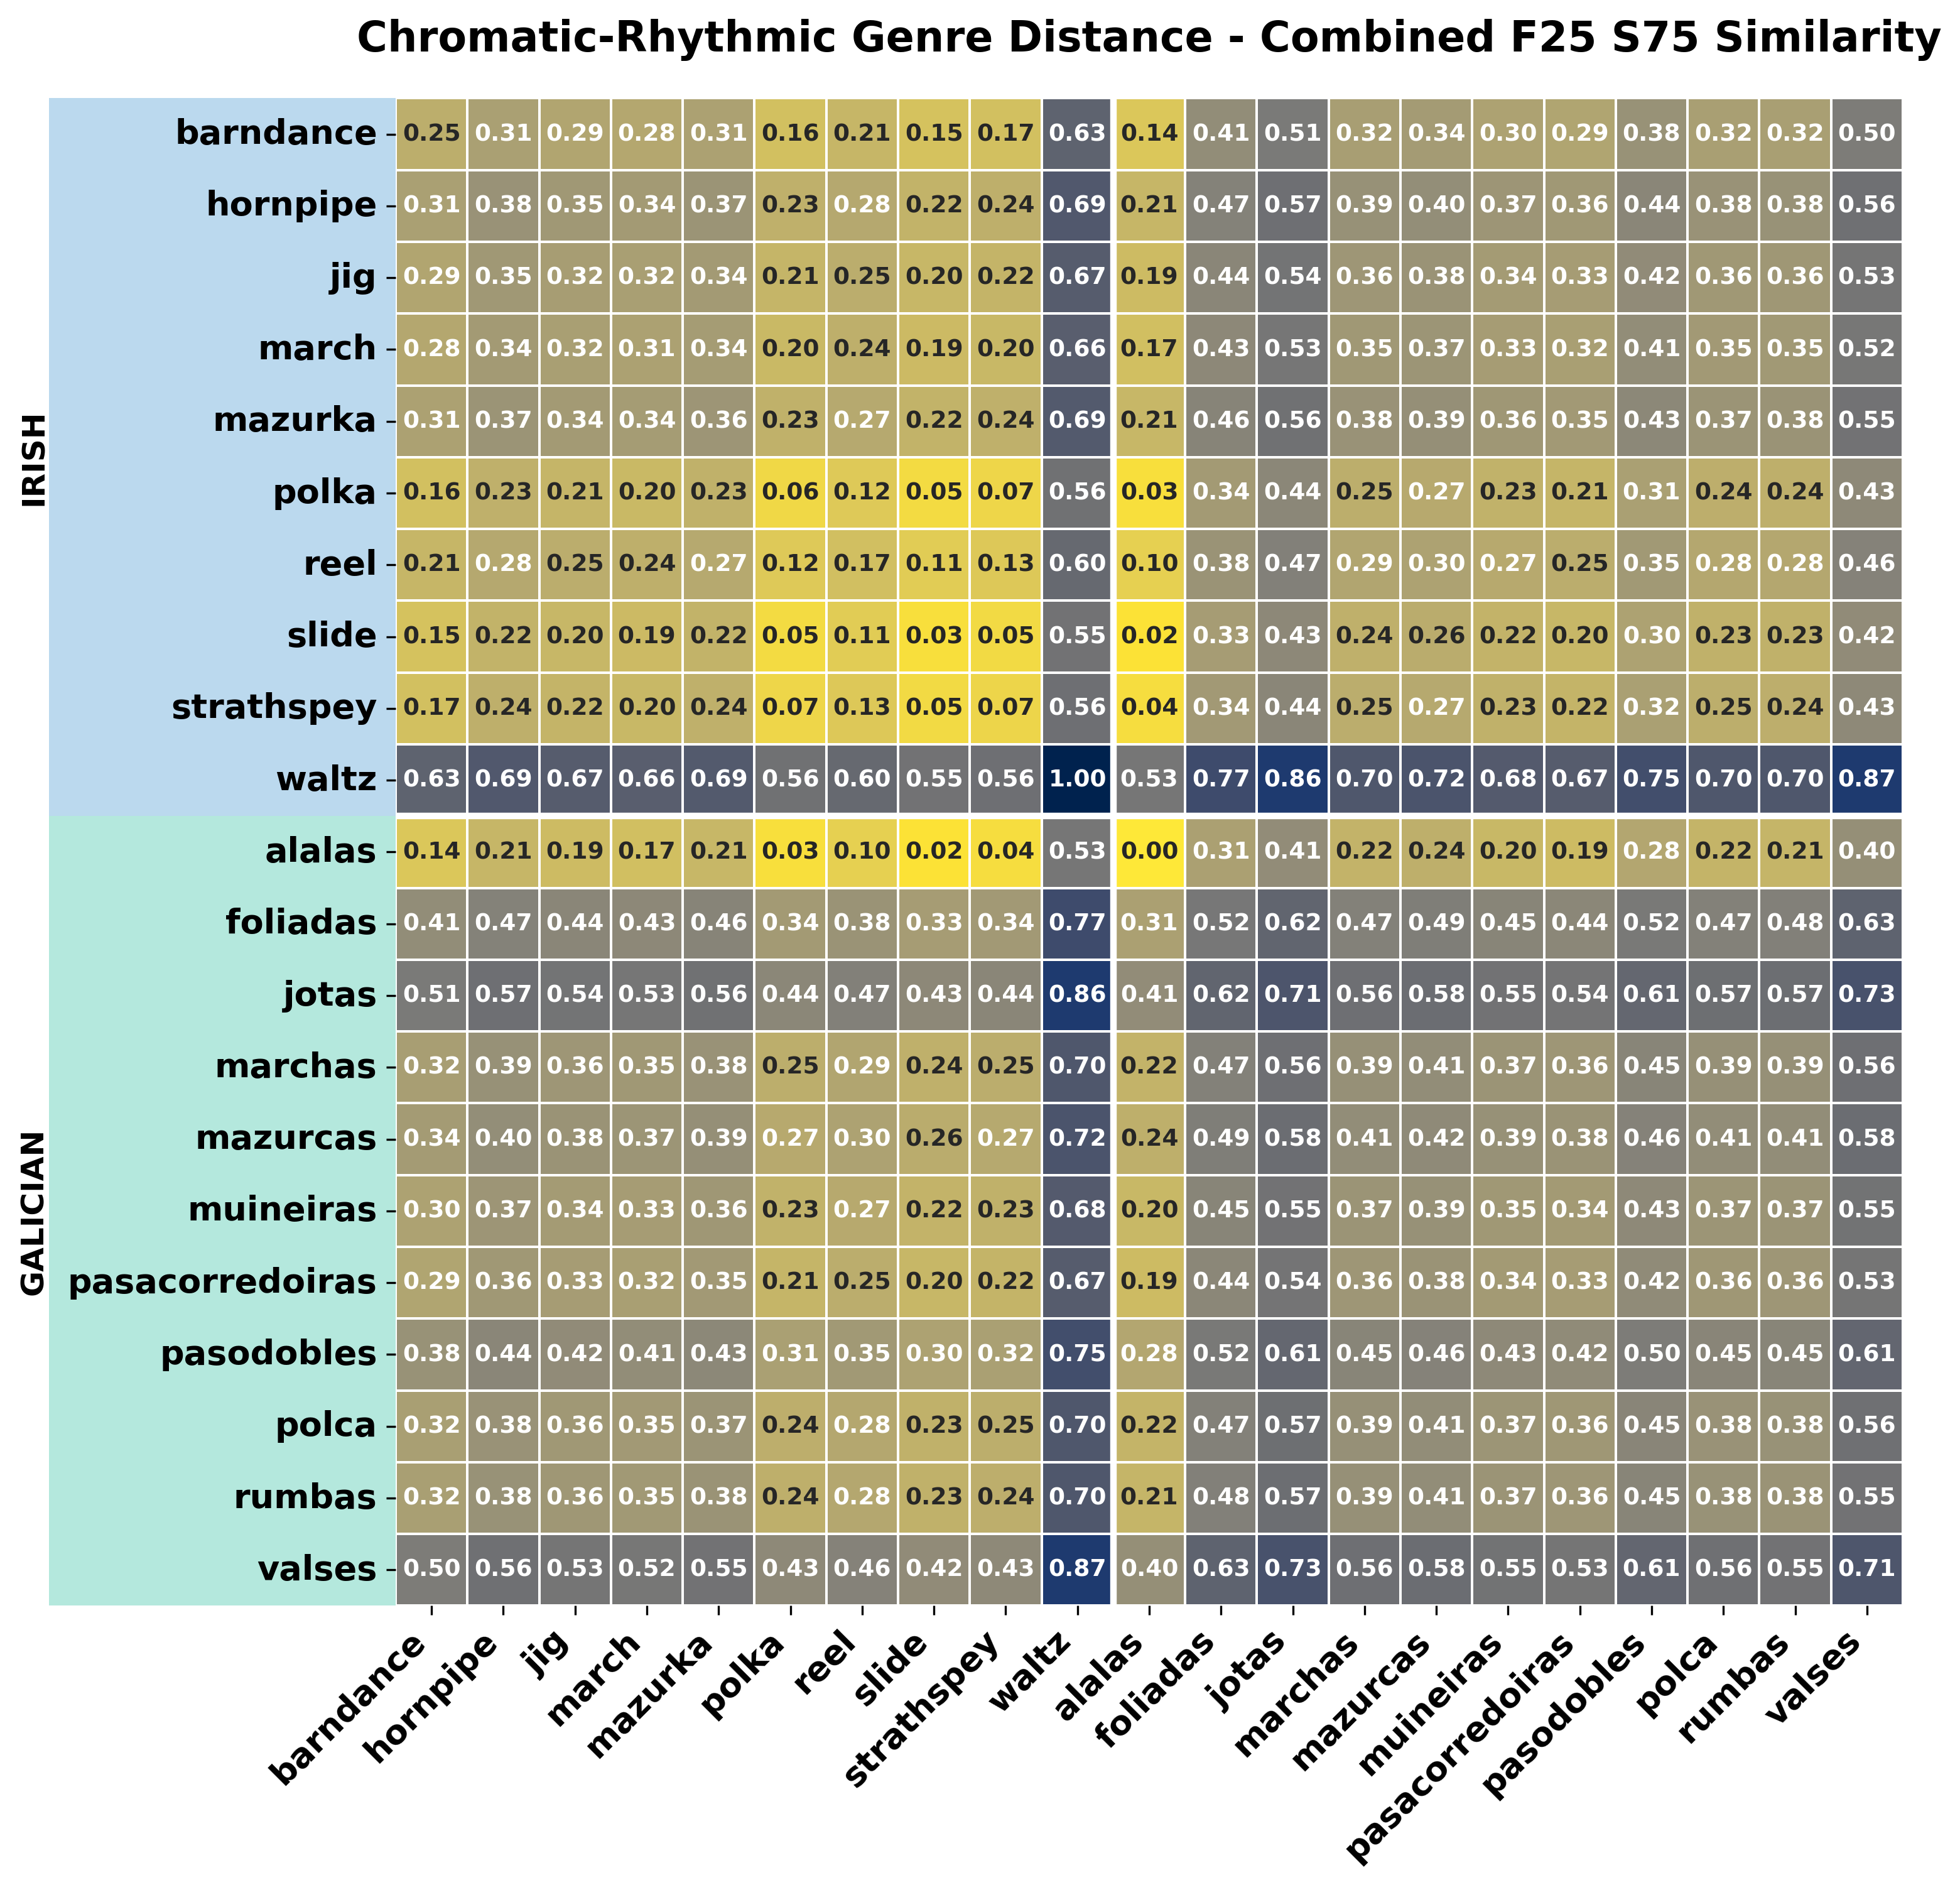 Chromatic-Rhythmic Genre Distance - Combined F25 S75 Similarity
IRISH
barndance 0.25 0.31 0.29 0.28 0.31 0.16 0.21 0.15 0.17 0.63 0.14 0.41 0.51 0.32 0.34 0.30 0.29 0.38 0.32 0.32 0.50
hornpipe 0.31 0.38 0.35 0.34 0.37 0.23 0.28 0.22 0.24 0.69 0.21 0.47 0.57 0.39 0.40 0.37 0.36 0.44 0.38 0.38 0.56
jig 0.29 0.35 0.32 0.32 0.34 0.21 0.25 0.20 0.22 0.67 0.19 0.44 0.54 0.36 0.38 0.34 0.33 0.42 0.36 0.36 0.53
march 0.28 0.34 0.32 0.31 0.34 0.20 0.24 0.19 0.20 0.66 0.17 0.43 0.53 0.35 0.37 0.33 0.32 0.41 0.35 0.35 0.52
mazurka 0.31 0.37 0.34 0.34 0.36 0.23 0.27 0.22 0.24 0.69 0.21 0.46 0.56 0.38 0.39 0.36 0.35 0.43 0.37 0.38 0.55
polka 0.16 0.23 0.21 0.20 0.23 0.06 0.12 0.05 0.07 0.56 0.03 0.34 0.44 0.25 0.27 0.23 0.21 0.31 0.24 0.24 0.43
reel 0.21 0.28 0.25 0.24 0.27 0.12 0.17 0.11 0.13 0.60 0.10 0.38 0.47 0.29 0.30 0.27 0.25 0.35 0.28 0.28 0.46
slide 0.15 0.22 0.20 0.19 0.22 0.05 0.11 0.03 0.05 0.55 0.02 0.33 0.43 0.24 0.26 0.22 0.20 0.30 0.23 0.23 0.42
strathspey 0.17 0.24 0.22 0.20 0.24 0.07 0.13 0.05 0.07 0.56 0.04 0.34 0.44 0.25 0.27 0.23 0.22 0.32 0.25 0.24 0.43
waltz 0.63 0.69 0.67 0.66 0.69 0.56 0.60 0.55 0.56 1.00 0.53 0.77 0.86 0.70 0.72 0.68 0.67 0.75 0.70 0.70 0.87
GALICIAN
alalas 0.14 0.21 0.19 0.17 0.21 0.03 0.10 0.02 0.04 0.53 0.00 0.31 0.41 0.22 0.24 0.20 0.19 0.28 0.22 0.21 0.40
foliadas 0.41 0.47 0.44 0.43 0.46 0.34 0.38 0.33 0.34 0.77 0.31 0.52 0.62 0.47 0.49 0.45 0.44 0.52 0.47 0.48 0.63
jotas 0.51 0.57 0.54 0.53 0.56 0.44 0.47 0.43 0.44 0.86 0.41 0.62 0.71 0.56 0.58 0.55 0.54 0.61 0.57 0.57 0.73
marchas 0.32 0.39 0.36 0.35 0.38 0.25 0.29 0.24 0.25 0.70 0.22 0.47 0.56 0.39 0.41 0.37 0.36 0.45 0.39 0.39 0.56
mazurcas 0.34 0.40 0.38 0.37 0.39 0.27 0.30 0.26 0.27 0.72 0.24 0.49 0.58 0.41 0.42 0.39 0.38 0.46 0.41 0.41 0.58
muineiras 0.30 0.37 0.34 0.33 0.36 0.23 0.27 0.22 0.23 0.68 0.20 0.45 0.55 0.37 0.39 0.35 0.34 0.43 0.37 0.37 0.55
pasacorredoiras 0.29 0.36 0.33 0.32 0.35 0.21 0.25 0.20 0.22 0.67 0.19 0.44 0.54 0.36 0.38 0.34 0.33 0.42 0.36 0.36 0.53
pasodobles 0.38 0.44 0.42 0.41 0.43 0.31 0.35 0.30 0.32 0.75 0.28 0.52 0.61 0.45 0.46 0.43 0.42 0.50 0.45 0.45 0.61
polca 0.32 0.38 0.36 0.35 0.37 0.24 0.28 0.23 0.25 0.70 0.22 0.47 0.57 0.39 0.41 0.37 0.36 0.45 0.38 0.38 0.56
rumbas 0.32 0.38 0.36 0.35 0.38 0.24 0.28 0.23 0.24 0.70 0.21 0.48 0.57 0.39 0.41 0.37 0.36 0.45 0.38 0.38 0.55
valses 0.50 0.56 0.53 0.52 0.55 0.43 0.46 0.42 0.43 0.87 0.40 0.63 0.73 0.56 0.58 0.55 0.53 0.61 0.56 0.55 0.71
barndance hornpipe jig march mazurka polka reel slide strathspey waltz alalas foliadas jotas marchas mazurcas muineiras pasacorredoiras pasodobles polca rumbas valses